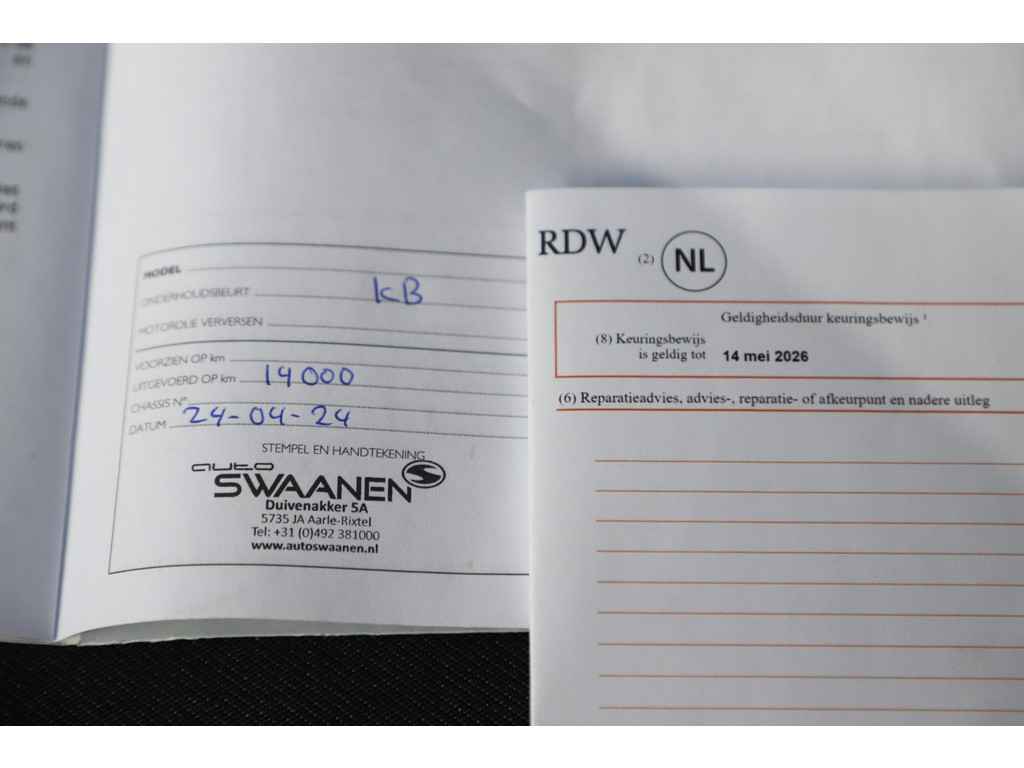 MODEL
ONDERHOUDSBEURT KB
MOTOROLIE VERVERSEN
VOORZIEN OP km
UITGEVOERD OP km 14000
CHASSIS N°
DATUM 24-04-24
STEMPEL EN HANDTEKENING
auto
SWAANEN
Duivenakker 5A
5735 JA Aarle-Rixtel
Tel: +31 (0)492 381000
www.autoswaanen.nl
RDW (2) NL
Geldigheidsduur keuringsbewijs ¹
(8) Keuringsbewijs
is geldig tot 14 mei 2026
(6) Reparatieadvies, advies-, reparatie- of afkeurpunt en nadere uitleg